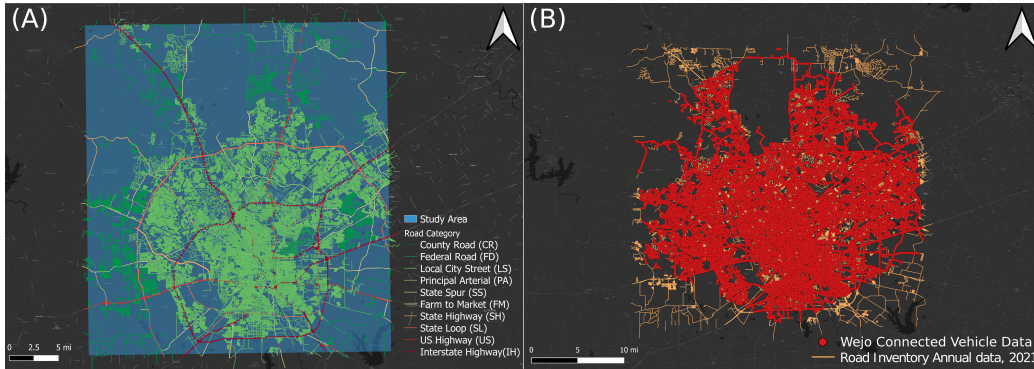 (A)
Study Area
Road Category
County Road (CR)
Federal Road (FD)
Local City Street (LS)
Principal Arterial (PA)
State Spur (SS)
Farm to Market (FM)
State Highway (SH)
State Loop (SL)
US Highway (US)
Interstate Highway(IH)
0 2.5 5 mi
(B)
Wejo Connected Vehicle Data
Road Inventory Annual data, 2021
0 5 10 mi